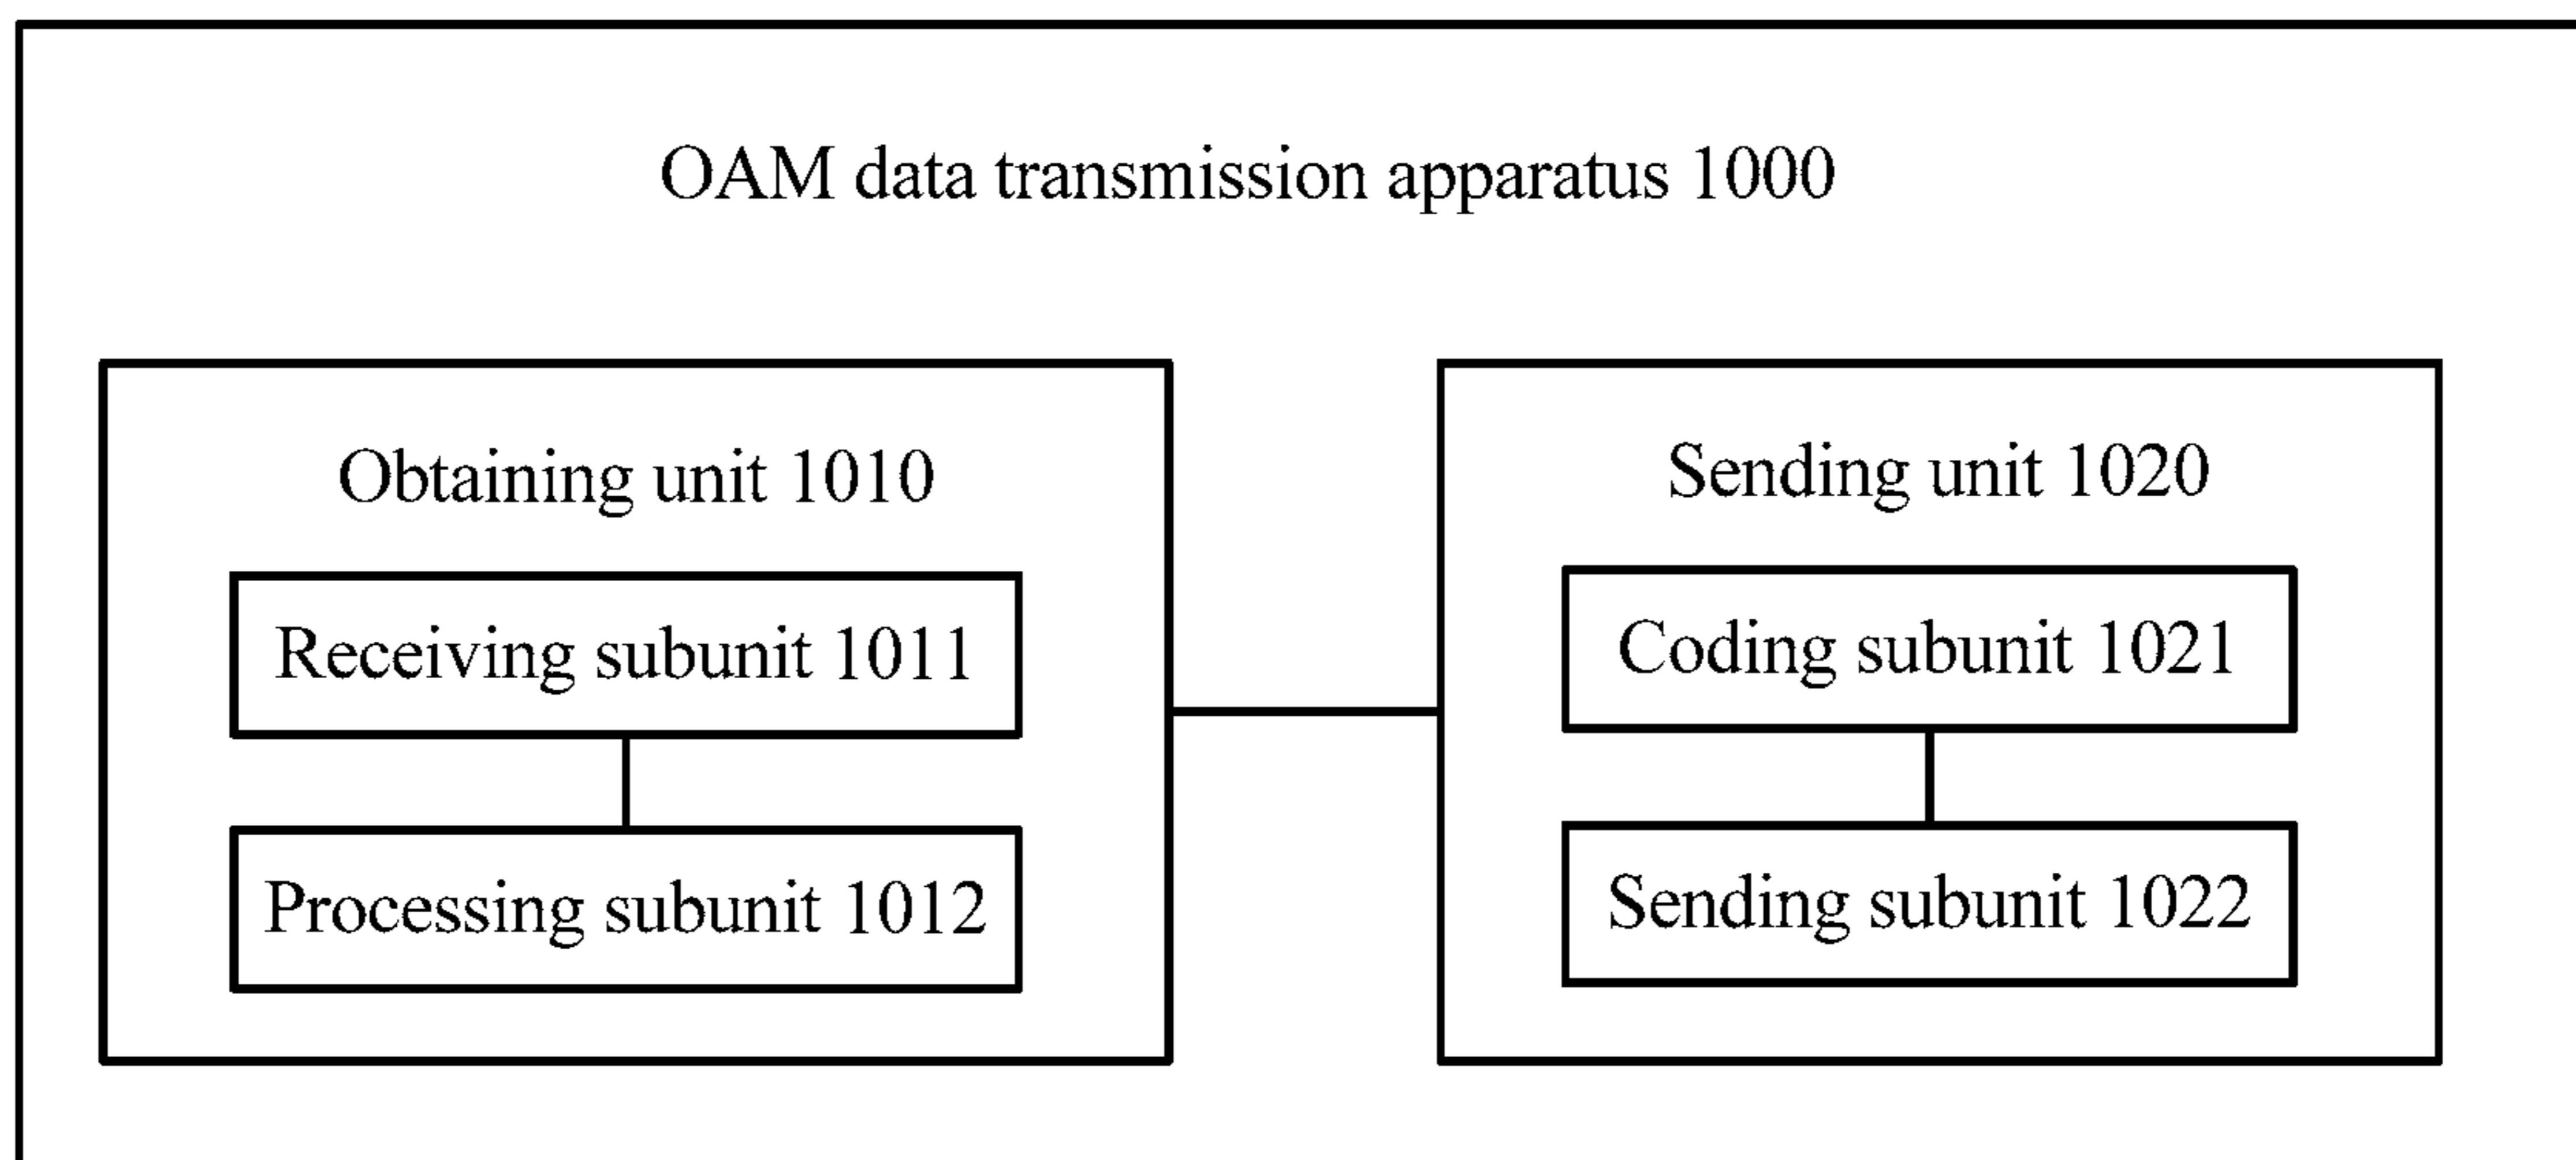 OAM data transmission apparatus 1000
Obtaining unit 1010
Receiving subunit 1011
Processing subunit 1012
Sending unit 1020
Coding subunit 1021
Sending subunit 1022